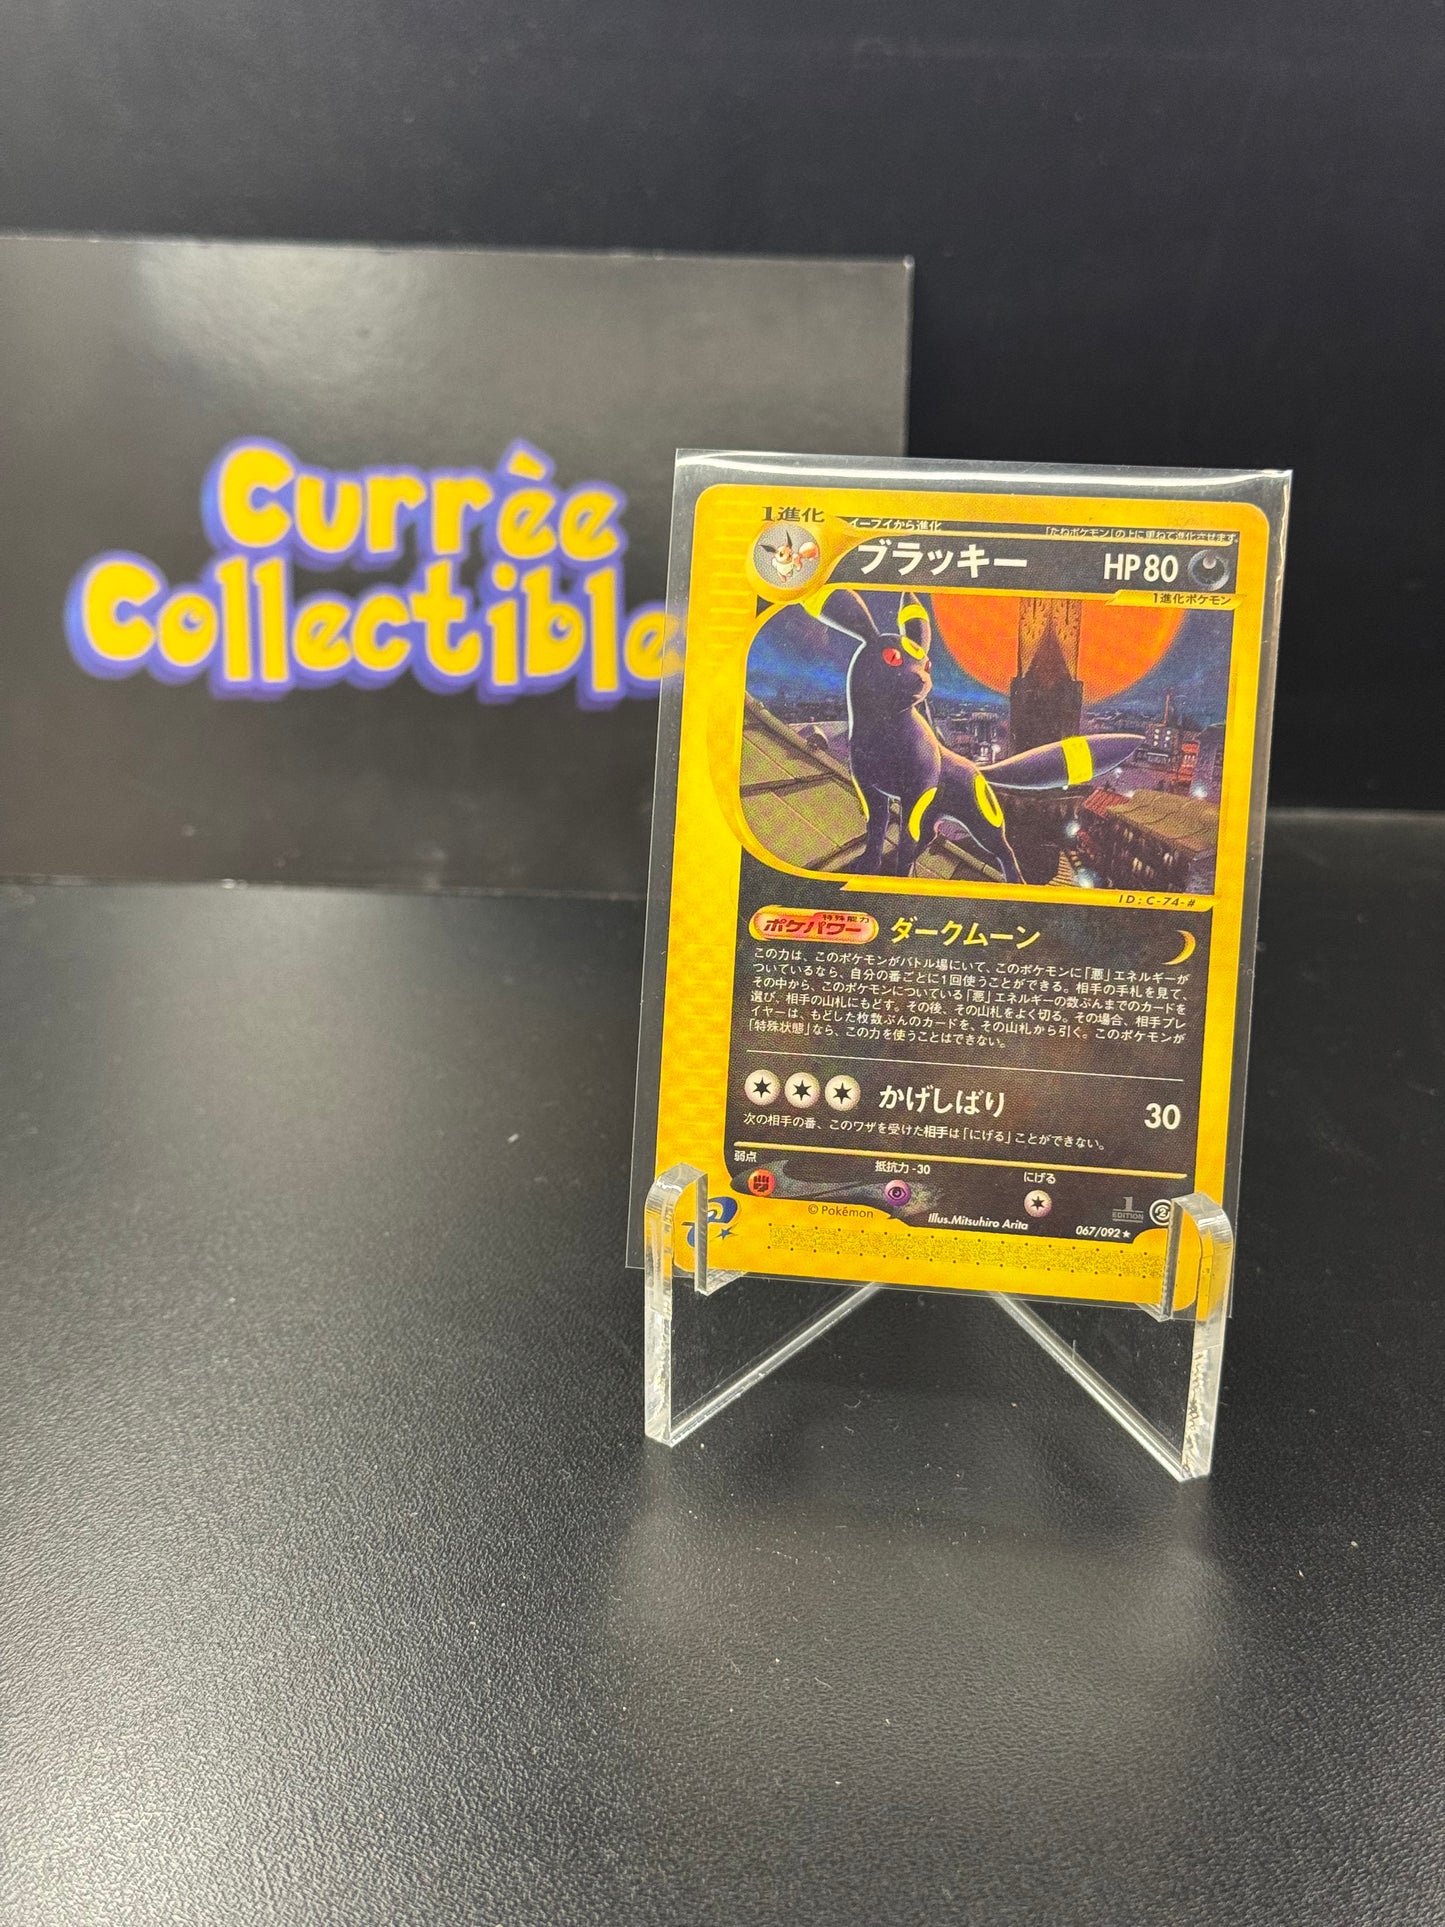 Currèe
Collectible
1進化
イーブイから進化
「たねポケモン」の上に重ねて進化させます。
ブラッキー
HP80
1進化ポケモン
ID:C-74-#
特殊能力
ポケパワー
ダークムーン
この力は、このポケモンがバトル場にいて、このポケモンに「悪」エネルギーが
ついているなら、自分の番ごとに1回使うことができる。相手の手札を見て、
その中から、このポケモンについている「悪」エネルギーの数ぶんまでのカードを
選び、相手の山札にもどす。その後、その山札をよく切る。その場合、相手プレ
イヤーは、もどした枚数ぶんのカードを、その山札から引く。このポケモンが
「特殊状態」なら、この力を使うことはできない。
かげしばり
30
次の相手の番、このワザを受けた相手は「にげる」ことができない。
弱点
抵抗力-30
にげる
©Pokémon
Illus.Mitsuhiro Arita
1
EDITION
067/092★